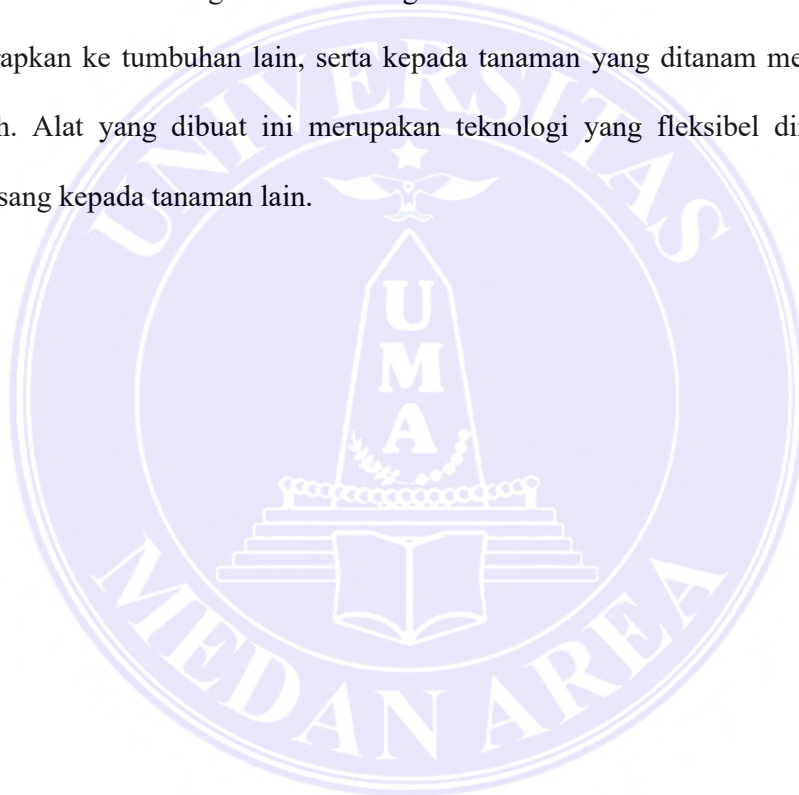 apkan ke tumbuhan lain, serta kepada tanaman yang ditanam me
h. Alat yang dibuat ini merupakan teknologi yang fleksibel di
sang kepada tanaman lain.
UNIVERSITAS
UMA
MEDAN AREA